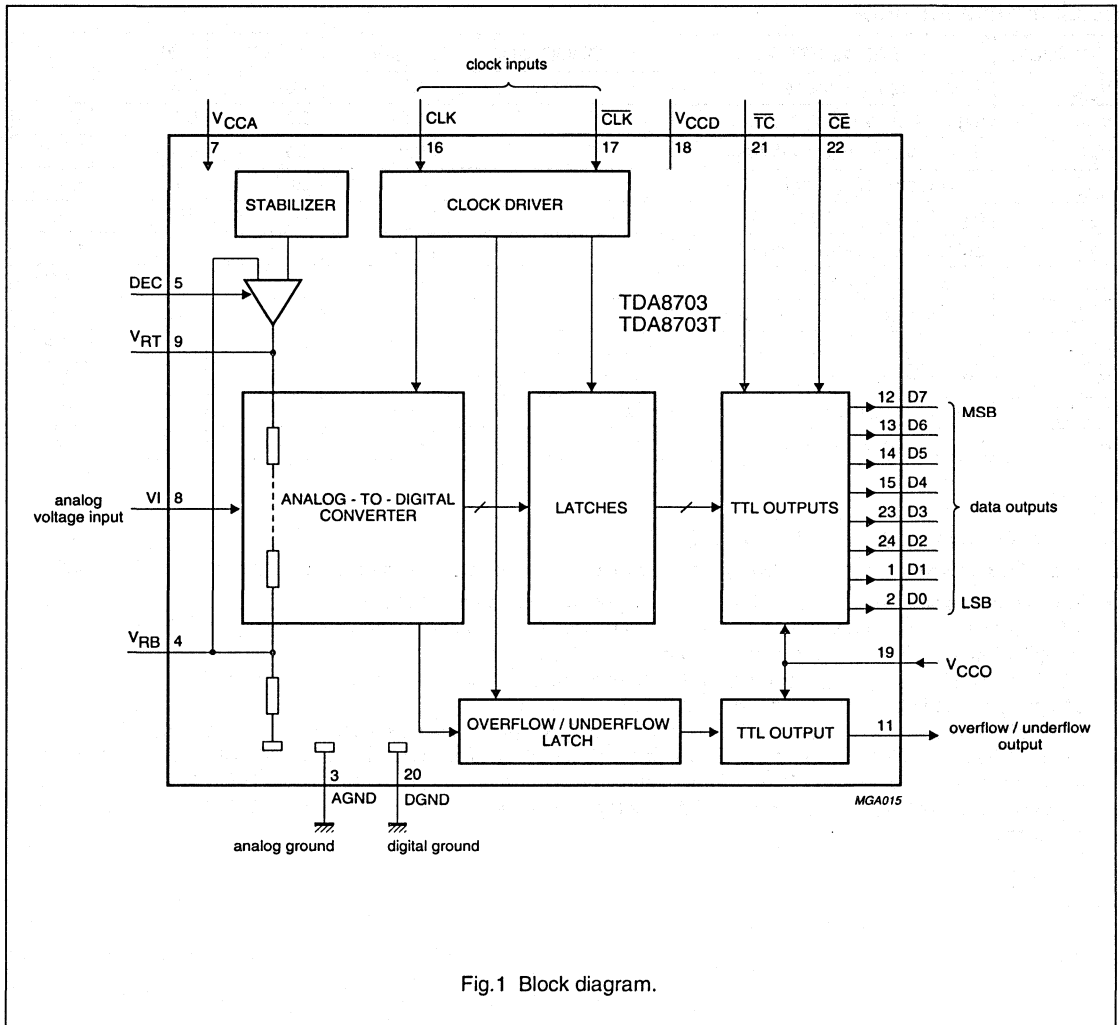 clock inputs
VCCA
CLK
C̅L̅K̅
VCCD
T̅C̅
C̅E̅
7
16
17
18
21
22
STABILIZER
CLOCK DRIVER
DEC 5
TDA8703
TDA8703T
VRT 9
12 D7 MSB
13 D6
14 D5
15 D4
23 D3
24 D2
1 D1
2 D0 LSB
data outputs
analog
voltage input
VI 8
ANALOG - TO - DIGITAL
CONVERTER
LATCHES
TTL OUTPUTS
VRB 4
19 VCCO
OVERFLOW / UNDERFLOW
LATCH
TTL OUTPUT
11 overflow / underflow
output
3
AGND
20
DGND
analog ground
digital ground
MGA015
Fig.1 Block diagram.